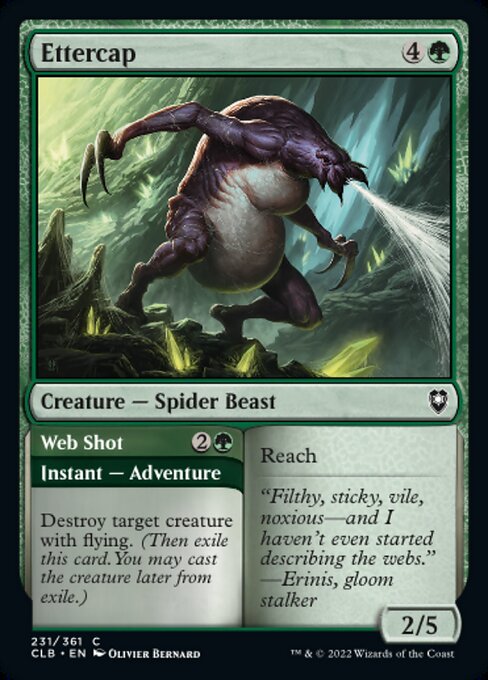 Ettercap 4
Creature — Spider Beast
Web Shot 2
Instant — Adventure
Destroy target creature
with flying. (Then exile
this card. You may cast
the creature later from
exile.)
Reach
“Filthy, sticky, vile,
noxious—and I
haven’t even started
describing the webs.”
—Erinis, gloom
stalker
2/5
231/361 C
CLB • EN Olivier Bernard
™ & © 2022 Wizards of the Coast